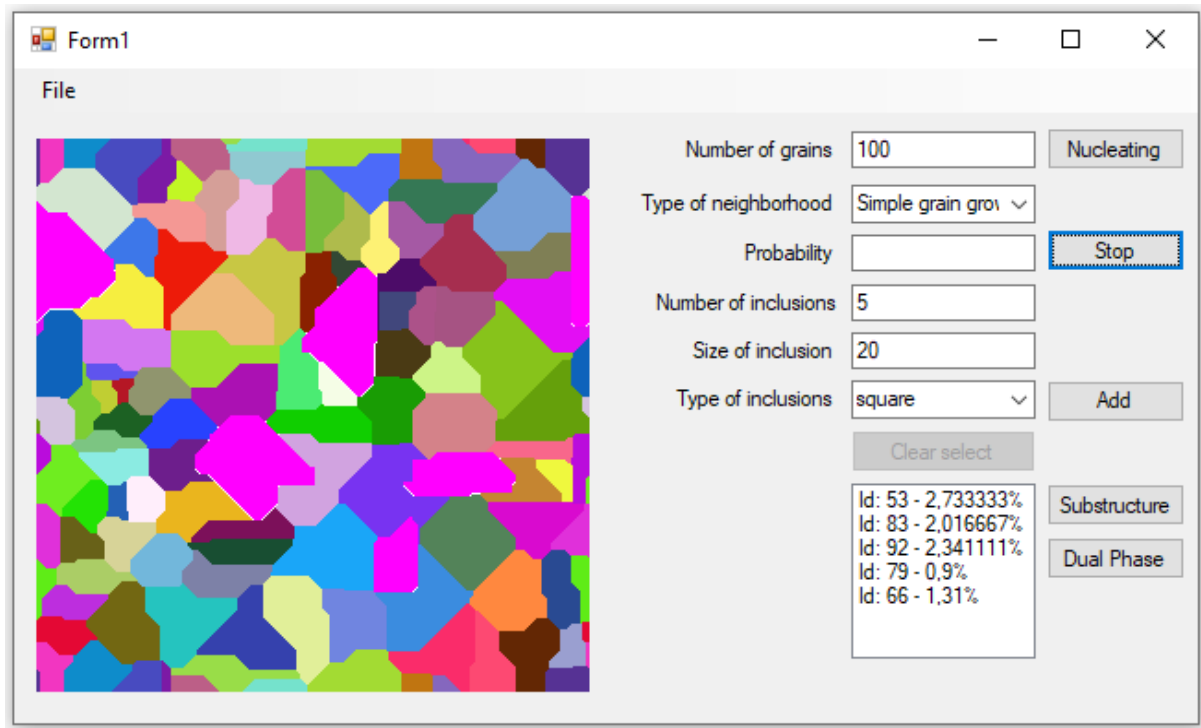 Form1
File
Number of grains 100 Nucleating
Type of neighborhood Simple grain grov
Probability Stop
Number of inclusions 5
Size of inclusion 20
Type of inclusions square Add
Clear select
Id: 53 - 2,733333%
Id: 83 - 2,016667% Substructure
Id: 92 - 2,341111%
Id: 79 - 0,9% Dual Phase
Id: 66 - 1,31%